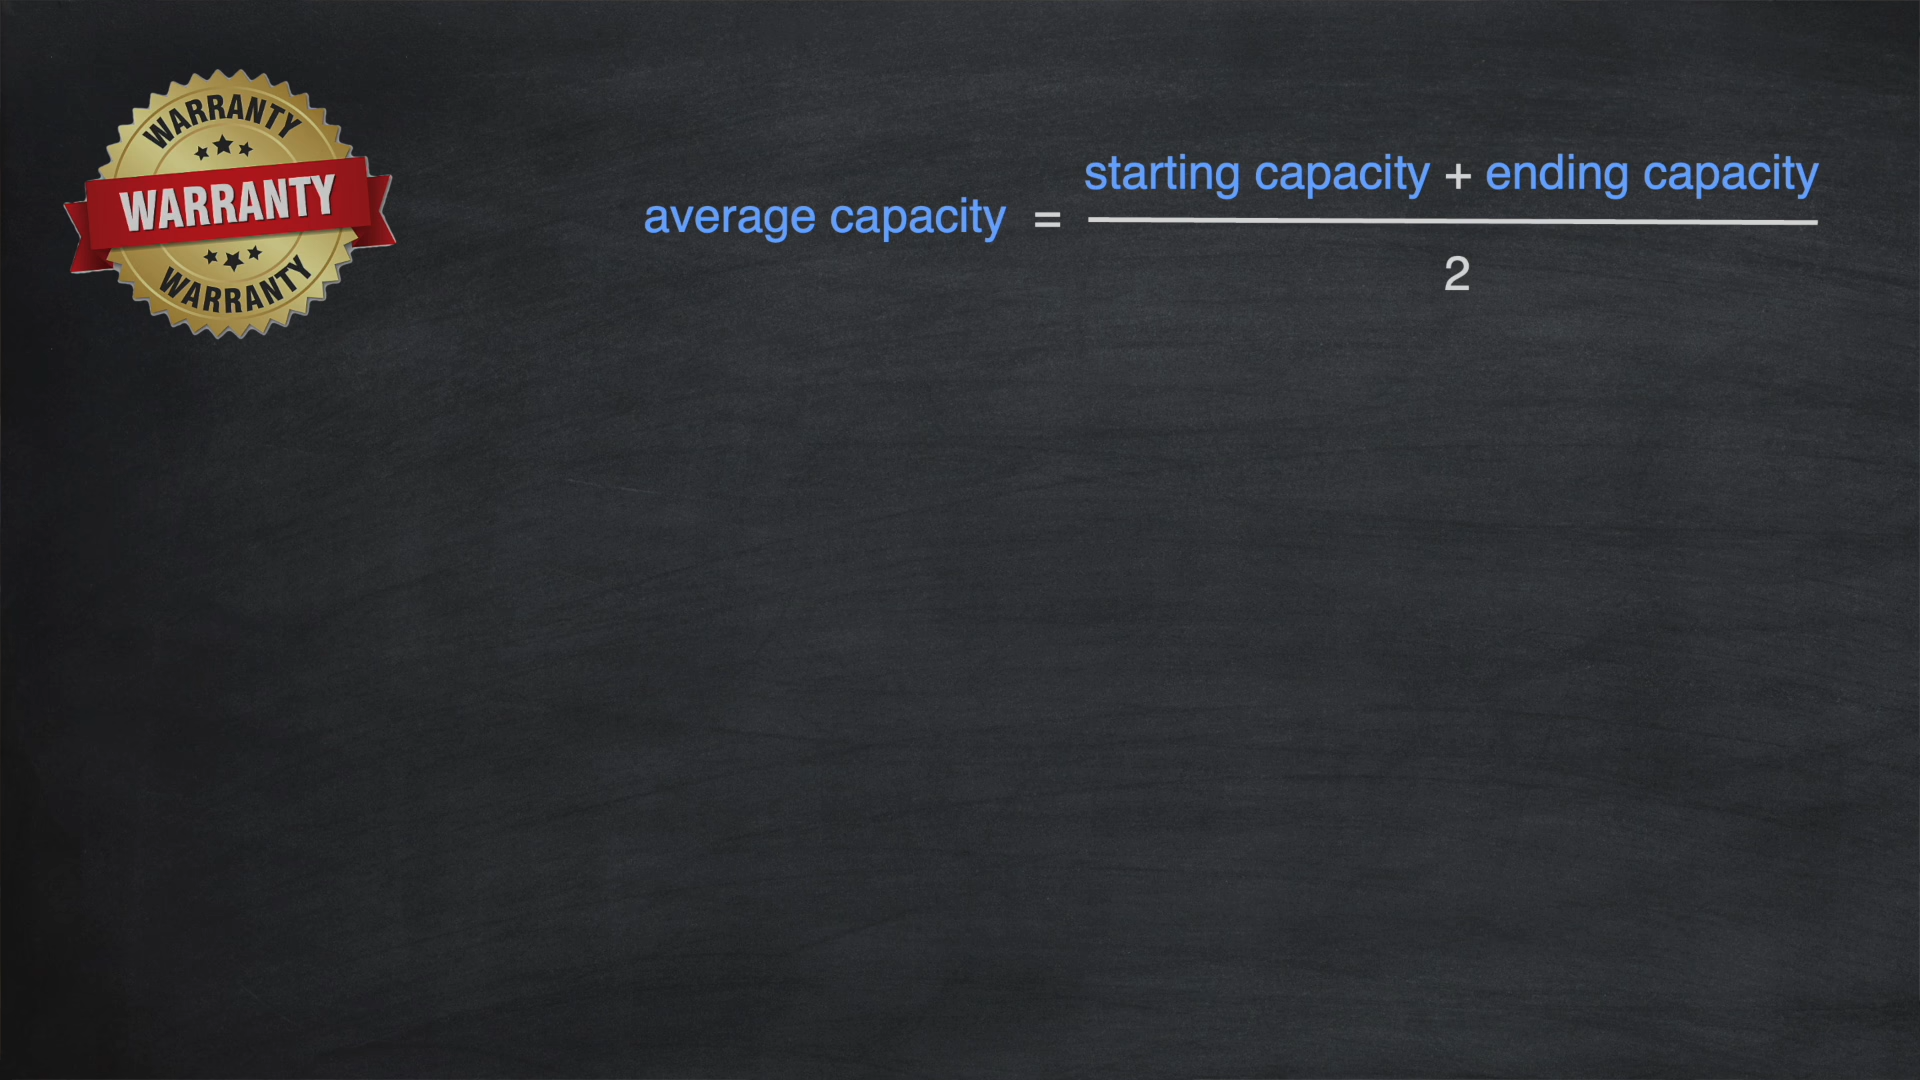 WARRANTY
WARRANTY
WARRANTY
starting capacity + ending capacity
average capacity =
2